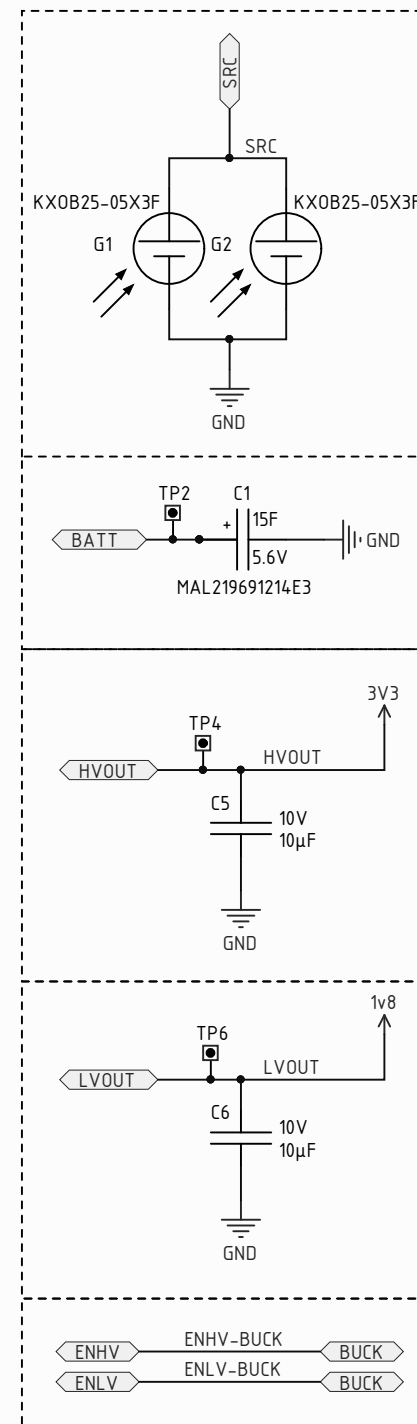 SRC
SRC
KXOB25-05X3F KXOB25-05X3F
G1 G2
GND
TP2 C1
+ 15F
BATT GND
5.6V
MAL219691214E3
3V3
TP4
HVOUT HVOUT
C5 10V
10µF
GND
1v8
TP6
LVOUT LVOUT
C6 10V
10µF
GND
ENHV ENHV-BUCK BUCK
ENLV ENLV-BUCK BUCK